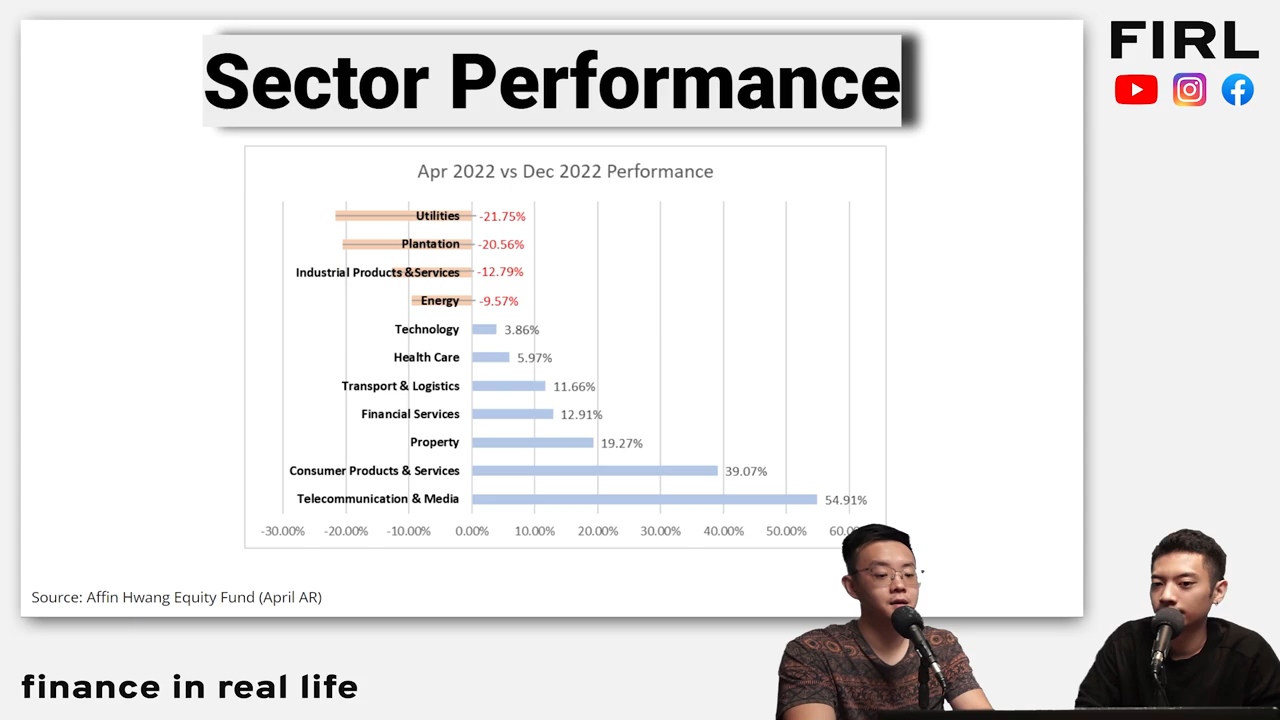 Sector Performance
FIRL
Apr 2022 vs Dec 2022 Performance
Utilities -21.75%
Plantation -20.56%
Industrial Products &Services -12.79%
Energy -9.57%
Technology 3.86%
Health Care 5.97%
Transport & Logistics 11.66%
Financial Services 12.91%
Property 19.27%
Consumer Products & Services 39.07%
Telecommunication & Media 54.91%
-30.00% -20.00% -10.00% 0.00% 10.00% 20.00% 30.00% 40.00% 50.00%
Source: Affin Hwang Equity Fund (April AR)
finance in real life